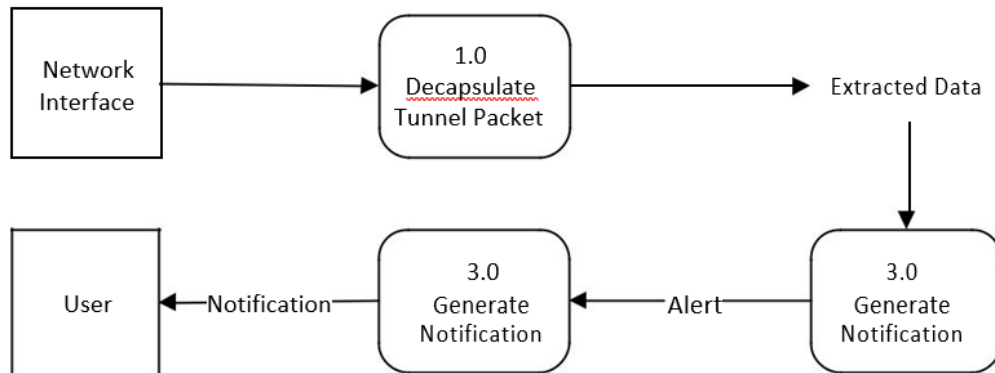 Network
Interface
1.0
Decapsulate
Tunnel Packet
Extracted Data
User
Notification
3.0
Generate
Notification
Alert
3.0
Generate
Notification